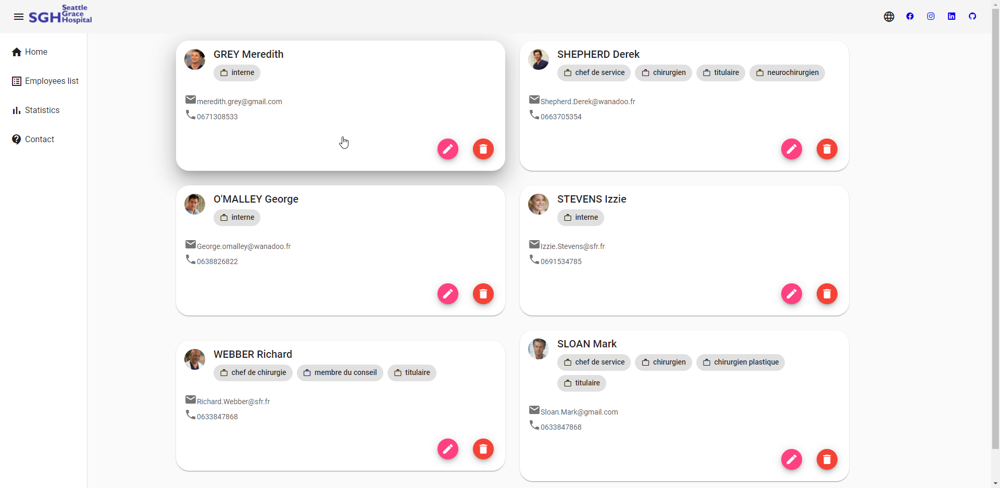 SGH Seattle
Grace
Hospital
Home
Employees list
Statistics
Contact
GREY Meredith
interne
meredith.grey@gmail.com
0671308533
SHEPHERD Derek
chef de service chirurgien titulaire neurochirurgien
Shepherd.Derek@wanadoo.fr
0663705354
O'MALLEY George
interne
George.omalley@wanadoo.fr
0638826822
STEVENS Izzie
interne
Izzie.Stevens@sfr.fr
0691534785
WEBBER Richard
chef de chirurgie membre du conseil titulaire
Richard.Webber@sfr.fr
0633847868
SLOAN Mark
chef de service chirurgien chirurgien plastique
titulaire
Sloan.Mark@gmail.com
0633847868